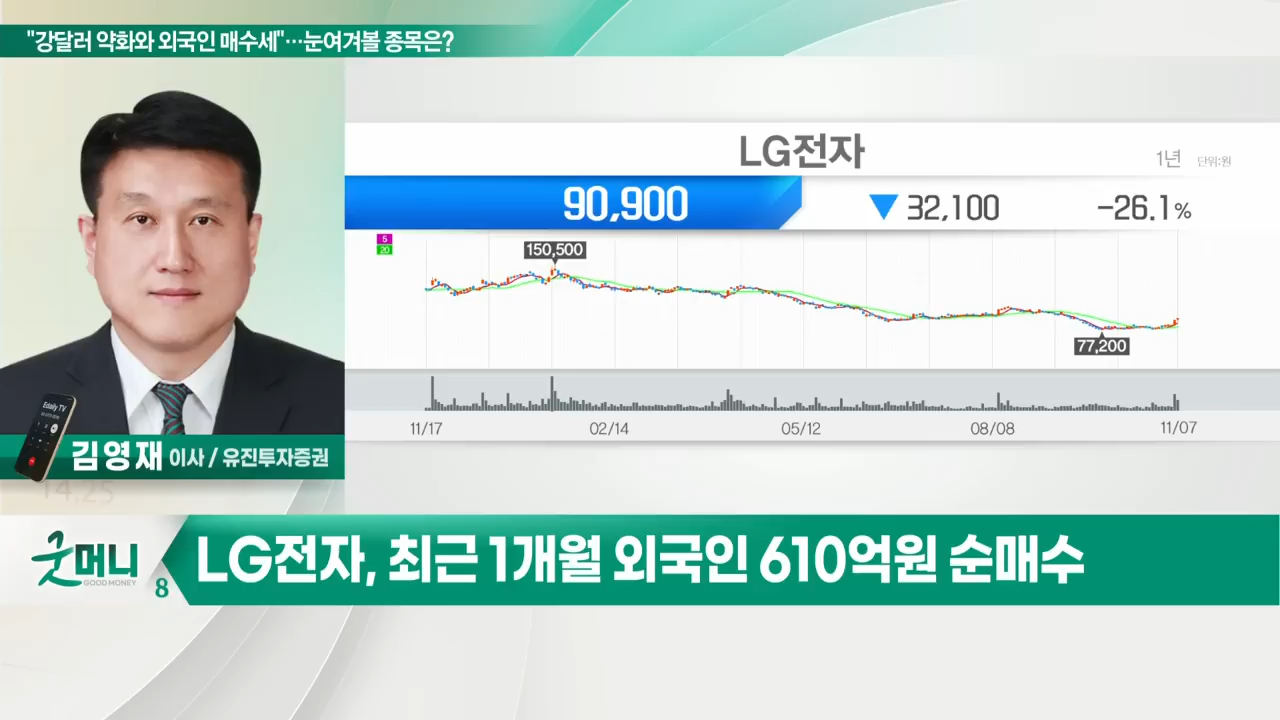 "강달러 약화와 외국인 매수세"…눈여겨볼 종목은?
LG전자
1년 단위:원
90,900 ▼ 32,100 -26.1%
5
20
150,500
77,200
11/17 02/14 05/12 08/08 11/07
Edaily TV
김영재 이사 / 유진투자증권
14.25
굿머니
GOOD MONEY
8
LG전자, 최근 1개월 외국인 610억원 순매수